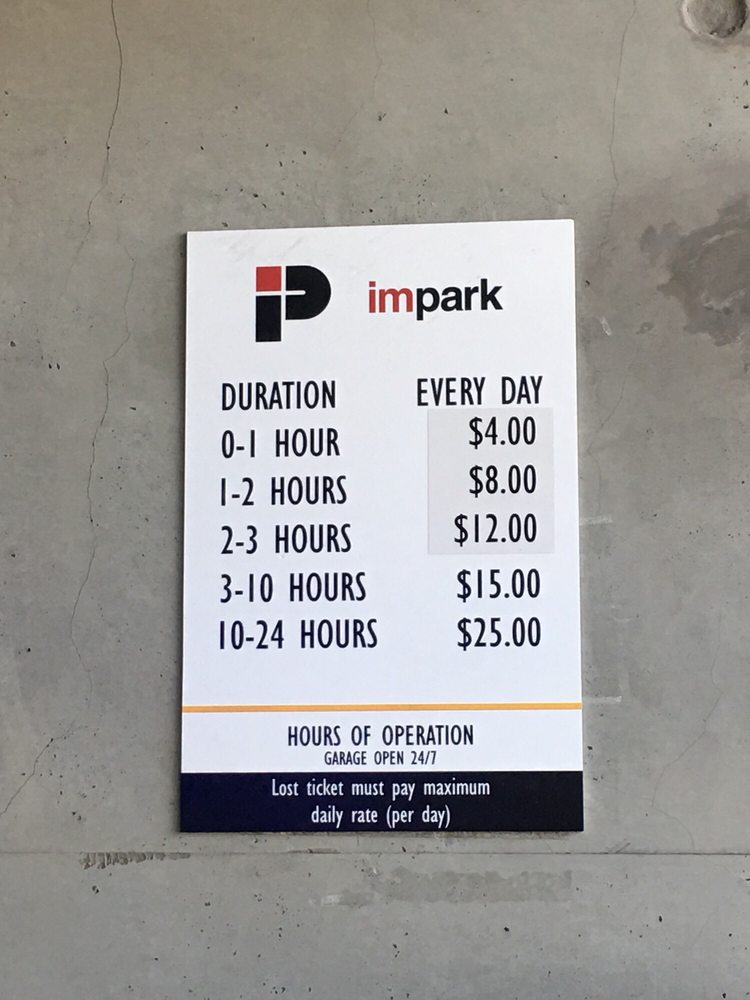 impark
DURATION EVERY DAY
0-1 HOUR $4.00
1-2 HOURS $8.00
2-3 HOURS $12.00
3-10 HOURS $15.00
10-24 HOURS $25.00
HOURS OF OPERATION
GARAGE OPEN 24/7
Lost ticket must pay maximum
daily rate (per day)